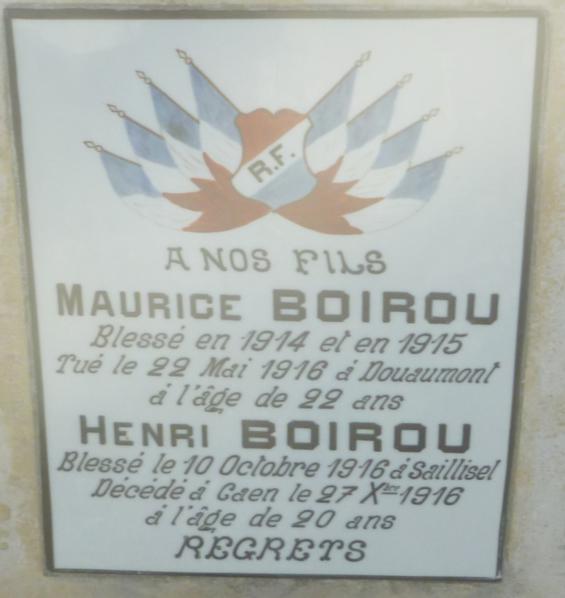 R.F.
A NOS FILS
MAURICE BOIROU
Blessé en 1914 et en 1915
Tué le 22 Mai 1916 á Douaumont
á l'âge de 22 ans
HENRI BOIROU
Blessé le 10 Octobre 1916 á Saillisel
Décédé á Caen le 27 Xbre 1916
á l'âge de 20 ans
REGRETS